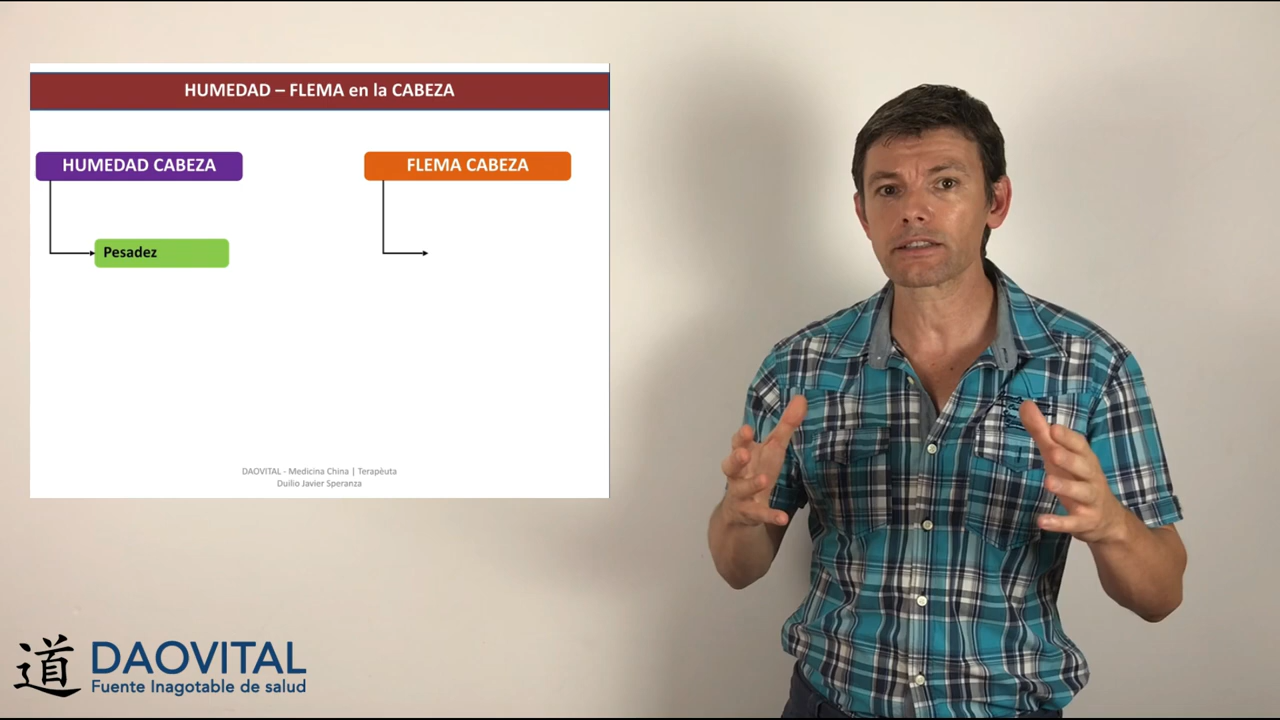 HUMEDAD – FLEMA en la CABEZA
HUMEDAD CABEZA
FLEMA CABEZA
Pesadez
DAOVITAL - Medicina China | Terapèuta
Duilio Javier Speranza
道 DAOVITAL
Fuente Inagotable de salud